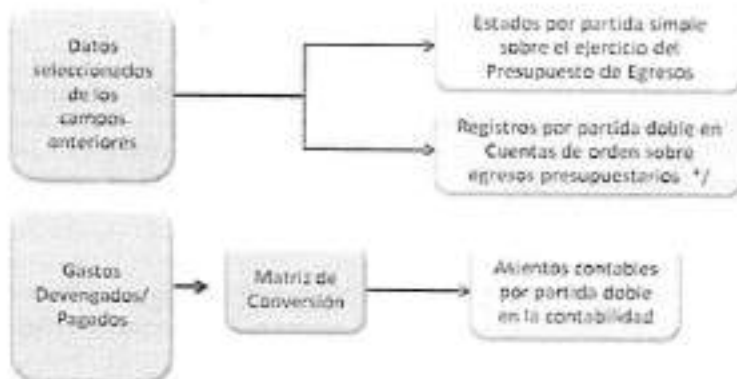 Datos
seleccionados
de los
campos
anteriores
Estados por partida simple
sobre el ejercicio del
Presupuesto de Egresos
Registros por partida doble en
Cuentas de orden sobre
egresos presupuestarios */
Gastos
Devengados/
Pagados
Matriz de
Conversión
Asientos contables
por partida doble
en la contabilidad